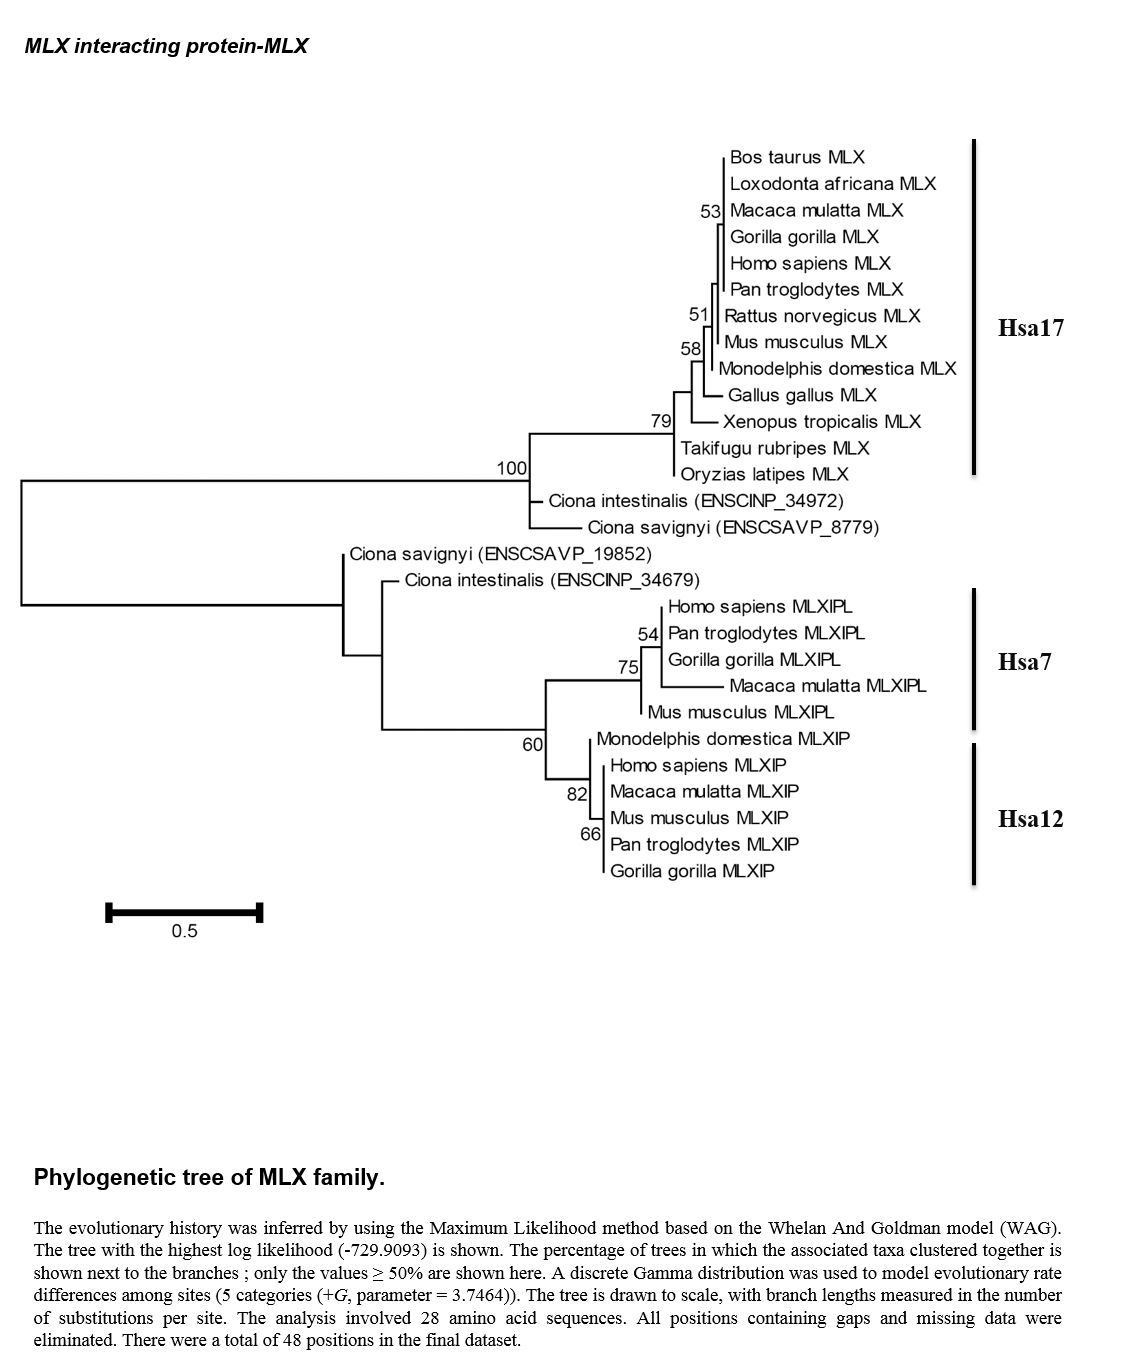 MLX interacting protein-MLX
Bos taurus MLX
Loxodonta africana MLX
53
Macaca mulatta MLX
Gorilla gorilla MLX
Homo sapiens MLX
Pan troglodytes MLX
51
Rattus norvegicus MLX
Hsa17
Mus musculus MLX
58
Monodelphis domestica MLX
Gallus gallus MLX
79
Xenopus tropicalis MLX
Takifugu rubripes MLX
100
Oryzias latipes MLX
Ciona intestinalis (ENSCINP_34972)
Ciona savignyi (ENSCSAVP_8779)
Ciona savignyi (ENSCSAVP_19852)
Ciona intestinalis (ENSCINP_34679)
Homo sapiens MLXIPL
54
Pan troglodytes MLXIPL
75
Gorilla gorilla MLXIPL
Hsa7
Macaca mulatta MLXIPL
Mus musculus MLXIPL
60
Monodelphis domestica MLXIP
Homo sapiens MLXIP
82
Macaca mulatta MLXIP
Mus musculus MLXIP
Hsa12
66
Pan troglodytes MLXIP
Gorilla gorilla MLXIP
0.5
Phylogenetic tree of MLX family.
The evolutionary history was inferred by using the Maximum Likelihood method based on the Whelan And Goldman model (WAG).
The tree with the highest log likelihood (-729.9093) is shown. The percentage of trees in which the associated taxa clustered together is
shown next to the branches ; only the values ≥ 50% are shown here. A discrete Gamma distribution was used to model evolutionary rate
differences among sites (5 categories (+G, parameter = 3.7464)). The tree is drawn to scale, with branch lengths measured in the number
of substitutions per site. The analysis involved 28 amino acid sequences. All positions containing gaps and missing data were
eliminated. There were a total of 48 positions in the final dataset.